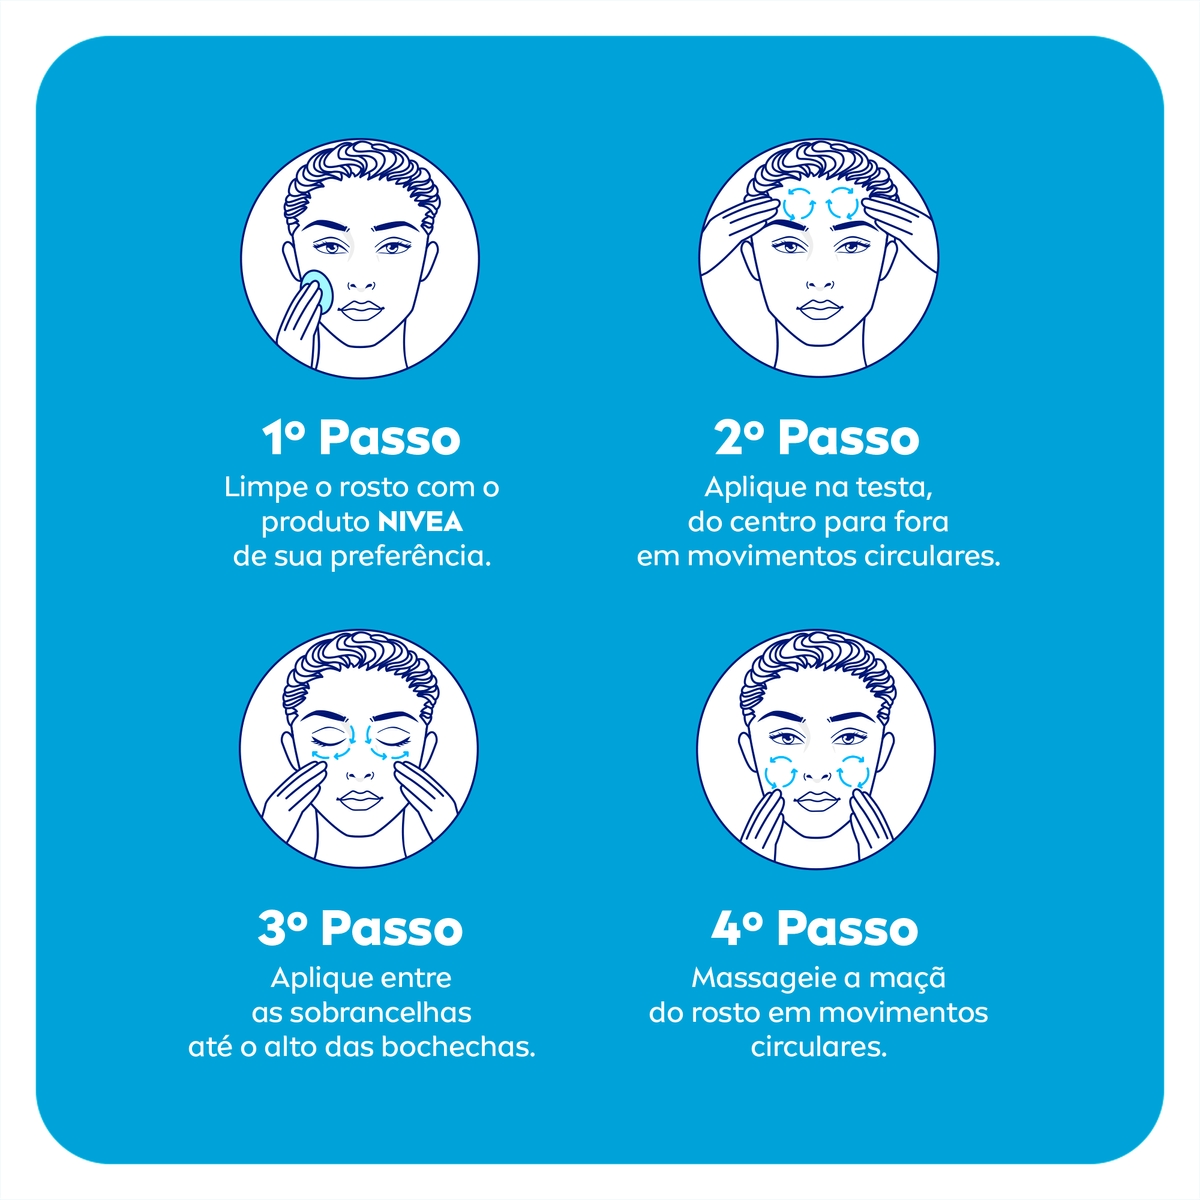 1º Passo
Limpe o rosto com o
produto NIVEA
de sua preferência.
2º Passo
Aplique na testa,
do centro para fora
em movimentos circulares.
3º Passo
Aplique entre
as sobrancelhas
até o alto das bochechas.
4º Passo
Massageie a maçã
do rosto em movimentos
circulares.